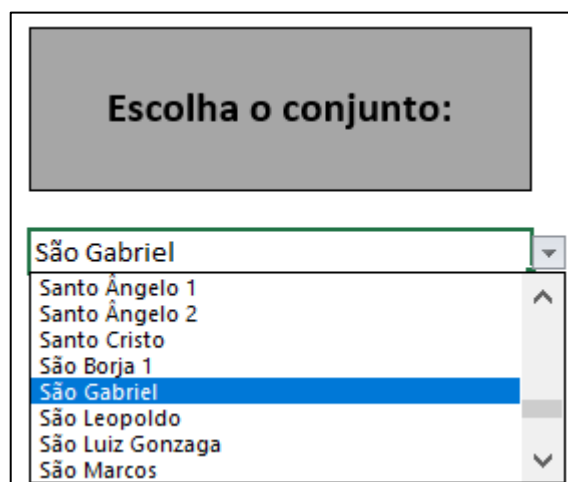 Escolha o conjunto:
São Gabriel
Santo Ângelo 1
Santo Ângelo 2
Santo Cristo
São Borja 1
São Gabriel
São Leopoldo
São Luiz Gonzaga
São Marcos